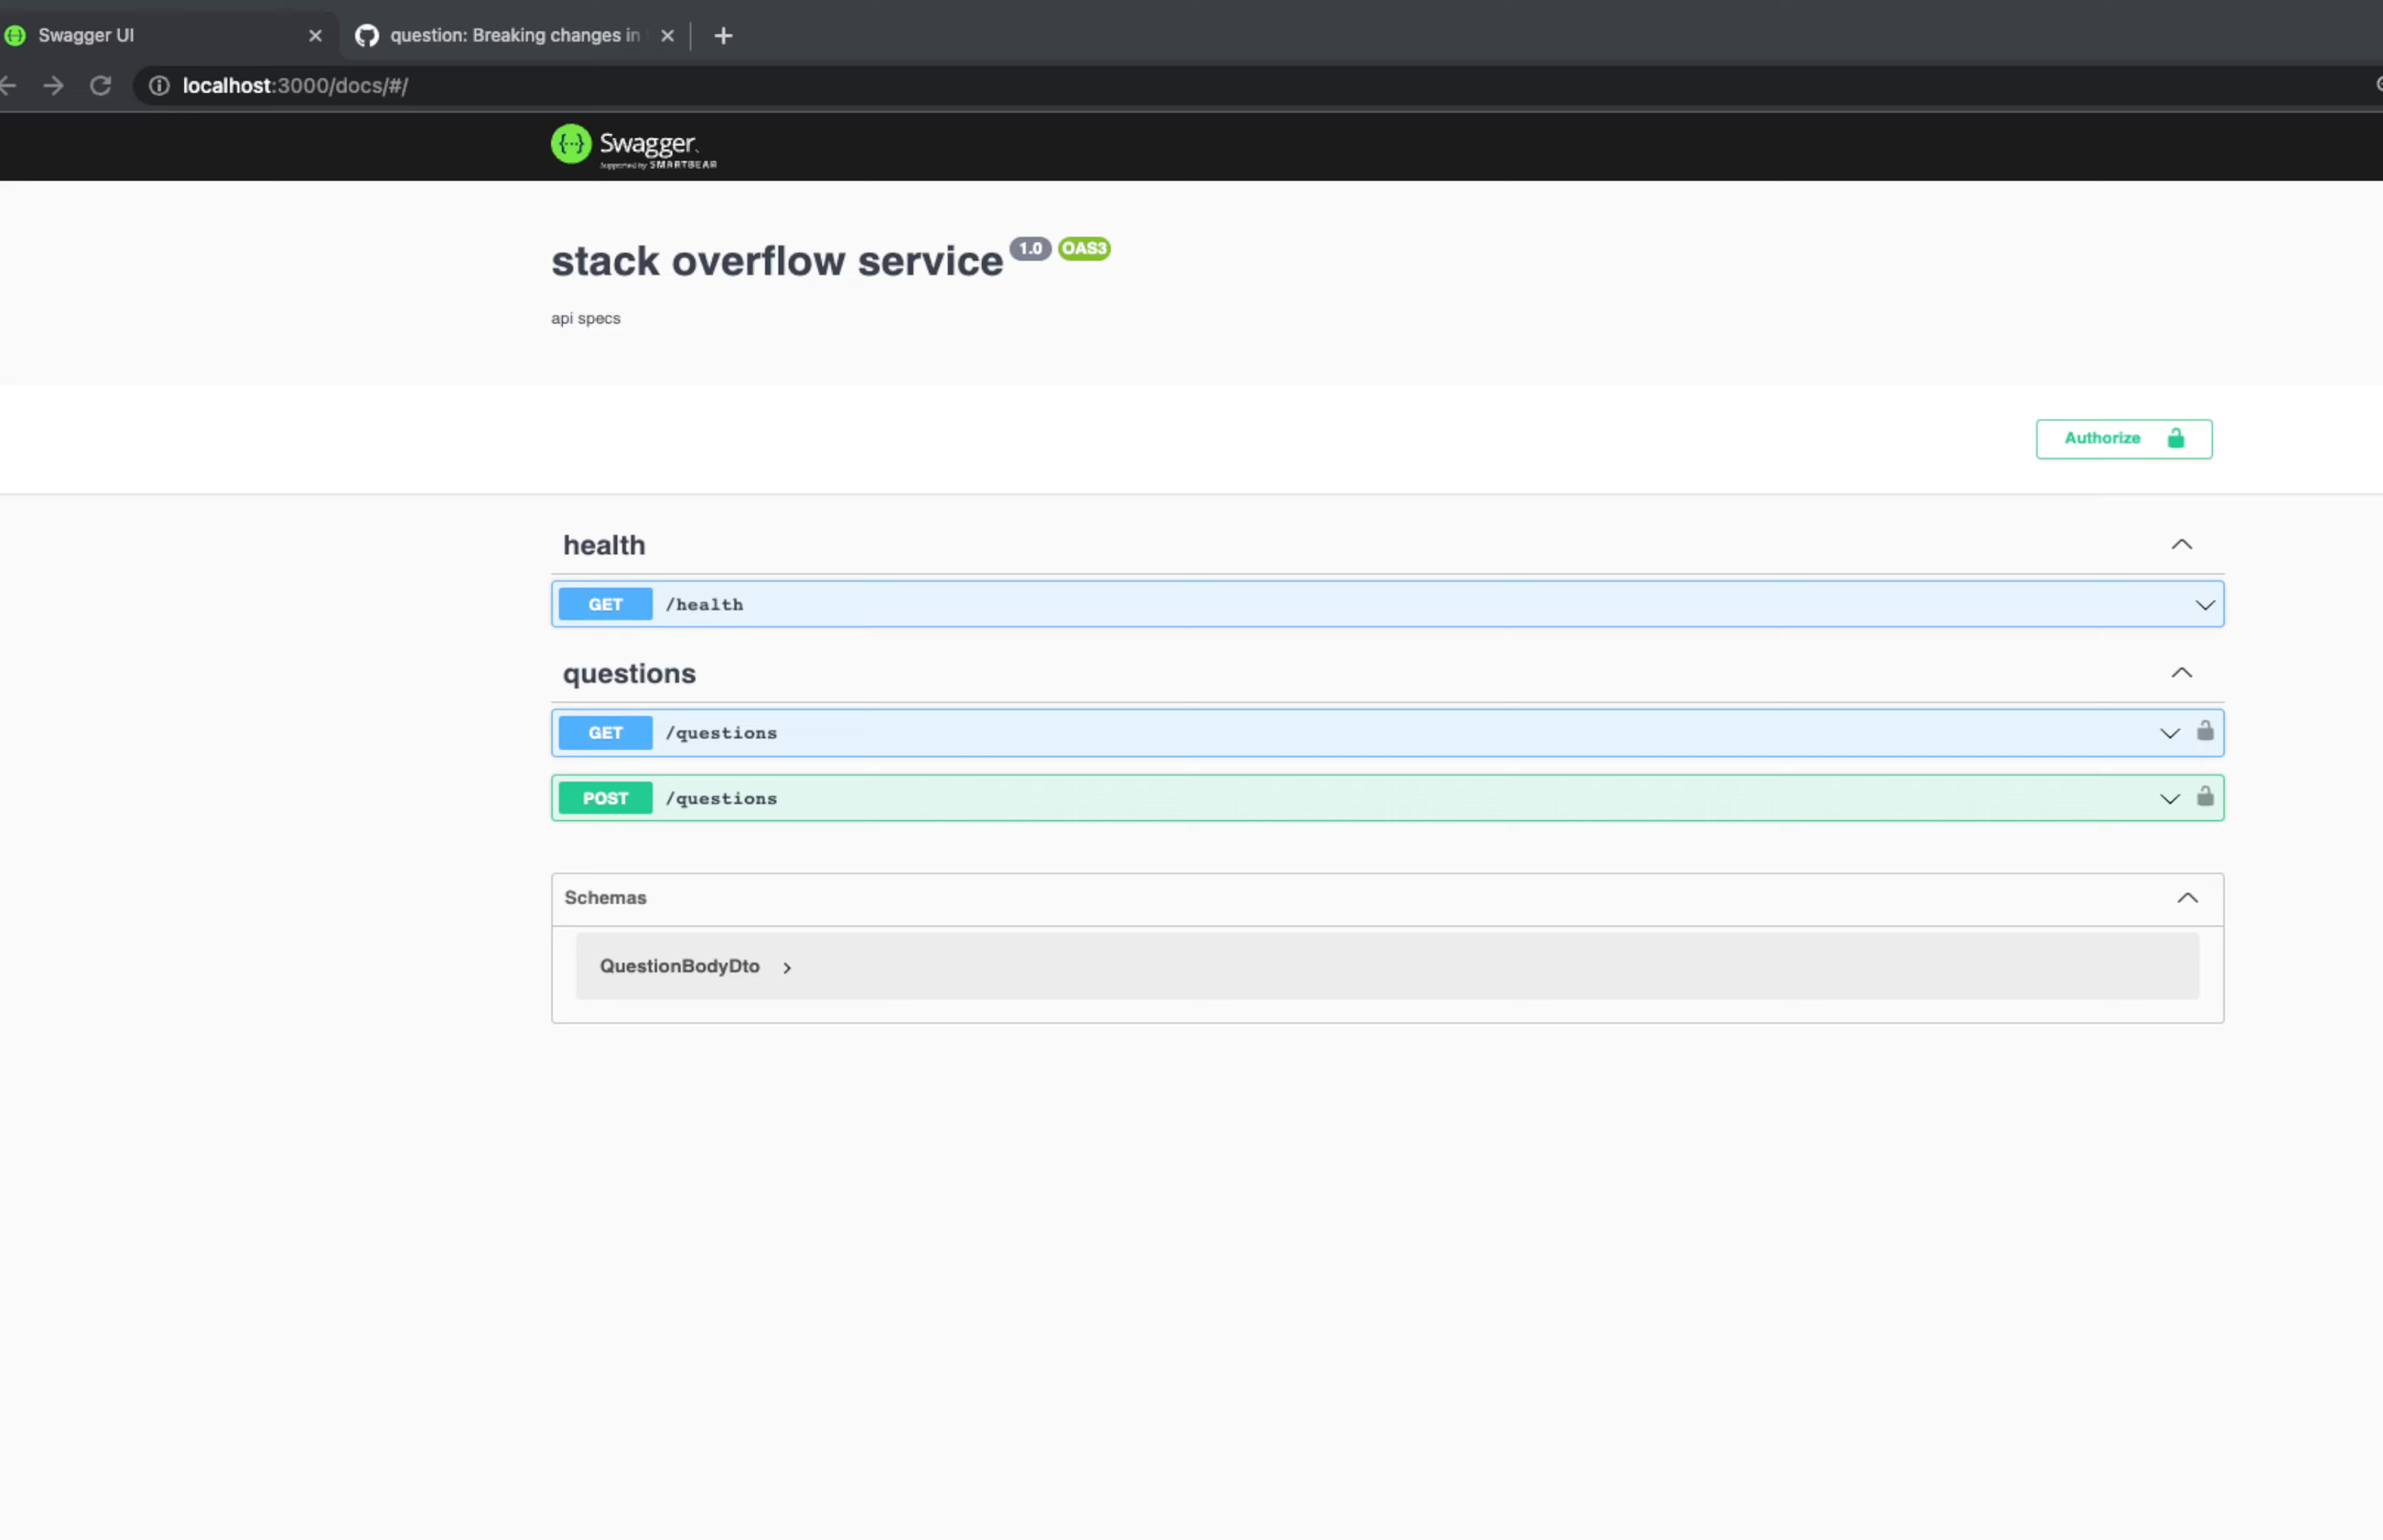 Swagger UI
question: Breaking changes in
localhost:3000/docs/#/
Swagger.
Supported by SMARTBEAR
stack overflow service 1.0 OAS3
api specs
Authorize
health
GET /health
questions
GET /questions
POST /questions
Schemas
QuestionBodyDto